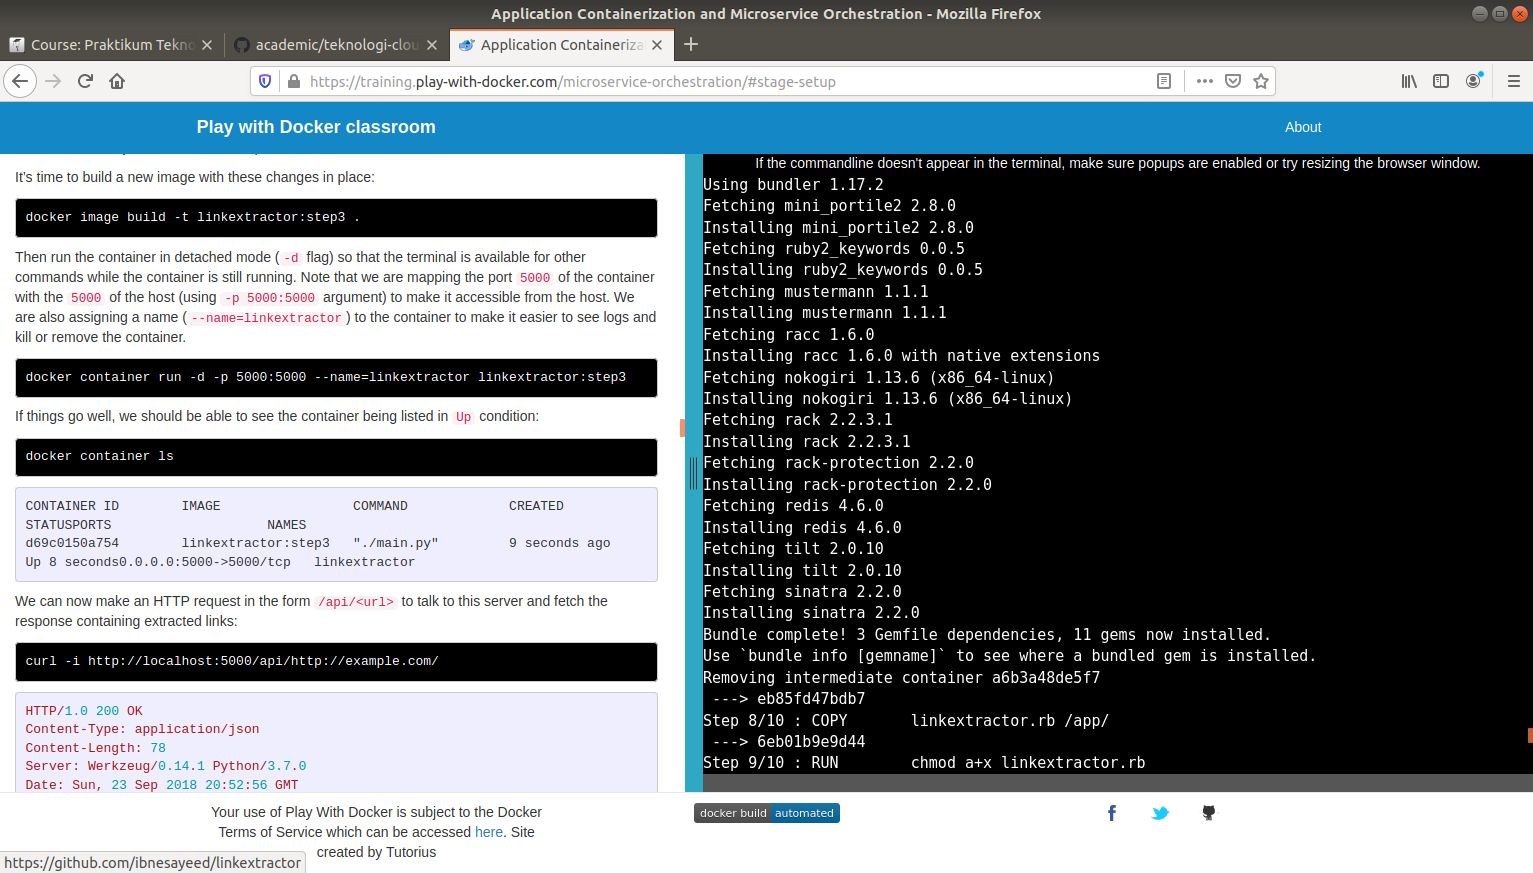 Application Containerization and Microservice Orchestration - Mozilla Firefox
Course: Praktikum Tekno
academic/teknologi-clou
Application Containeriza
https://training.play-with-docker.com/microservice-orchestration/#stage-setup
Play with Docker classroom
About
It's time to build a new image with these changes in place:
docker image build -t linkextractor:step3 .
Then run the container in detached mode ( -d flag) so that the terminal is available for other
commands while the container is still running. Note that we are mapping the port 5000 of the container
with the 5000 of the host (using -p 5000:5000 argument) to make it accessible from the host. We
are also assigning a name ( --name=linkextractor ) to the container to make it easier to see logs and
kill or remove the container.
docker container run -d -p 5000:5000 --name=linkextractor linkextractor:step3
If things go well, we should be able to see the container being listed in Up condition:
docker container ls
CONTAINER ID IMAGE COMMAND CREATED
STATUSPORTS NAMES
d69c0150a754 linkextractor:step3 "./main.py" 9 seconds ago
Up 8 seconds0.0.0.0:5000->5000/tcp linkextractor
We can now make an HTTP request in the form /api/<url> to talk to this server and fetch the
response containing extracted links:
curl -i http://localhost:5000/api/http://example.com/
HTTP/1.0 200 OK
Content-Type: application/json
Content-Length: 78
Server: Werkzeug/0.14.1 Python/3.7.0
Date: Sun, 23 Sep 2018 20:52:56 GMT
If the commandline doesn't appear in the terminal, make sure popups are enabled or try resizing the browser window.
Using bundler 1.17.2
Fetching mini_portile2 2.8.0
Installing mini_portile2 2.8.0
Fetching ruby2_keywords 0.0.5
Installing ruby2_keywords 0.0.5
Fetching mustermann 1.1.1
Installing mustermann 1.1.1
Fetching racc 1.6.0
Installing racc 1.6.0 with native extensions
Fetching nokogiri 1.13.6 (x86_64-linux)
Installing nokogiri 1.13.6 (x86_64-linux)
Fetching rack 2.2.3.1
Installing rack 2.2.3.1
Fetching rack-protection 2.2.0
Installing rack-protection 2.2.0
Fetching redis 4.6.0
Installing redis 4.6.0
Fetching tilt 2.0.10
Installing tilt 2.0.10
Fetching sinatra 2.2.0
Installing sinatra 2.2.0
Bundle complete! 3 Gemfile dependencies, 11 gems now installed.
Use `bundle info [gemname]` to see where a bundled gem is installed.
Removing intermediate container a6b3a48de5f7
---> eb85fd47bdb7
Step 8/10 : COPY linkextractor.rb /app/
---> 6eb01b9e9d44
Step 9/10 : RUN chmod a+x linkextractor.rb
Your use of Play With Docker is subject to the Docker
Terms of Service which can be accessed here. Site
created by Tutorius
docker build automated
https://github.com/ibnesayeed/linkextractor